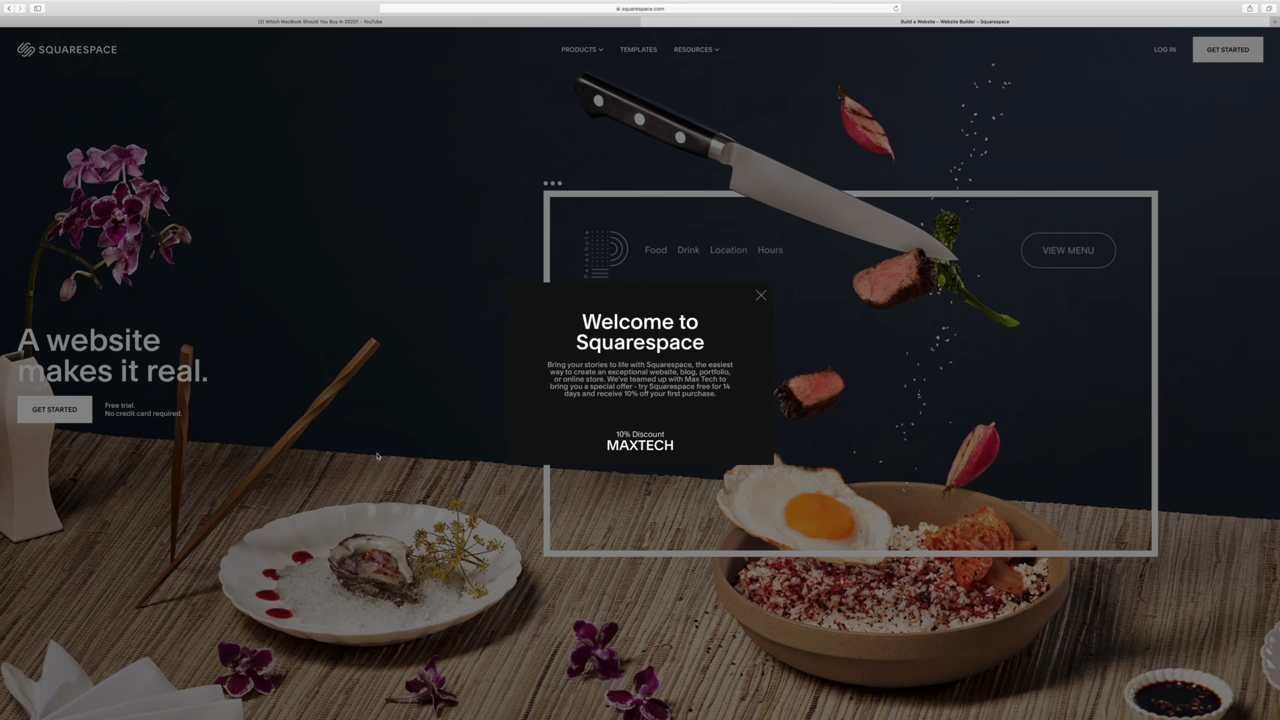 squarespace.com
(2) Which MacBook Should You Buy in 2020? - YouTube
Build a Website – Website Builder – Squarespace
SQUARESPACE
PRODUCTS
TEMPLATES
RESOURCES
LOG IN
GET STARTED
Food
Drink
Location
Hours
VIEW MENU
Welcome to
Squarespace
Bring your stories to life with Squarespace, the easiest
way to create an exceptional website, blog, portfolio,
or online store. We've teamed up with Max Tech to
bring you a special offer - try Squarespace free for 14
days and receive 10% off your first purchase.
10% Discount
MAXTECH
A website
makes it real.
GET STARTED
Free trial.
No credit card required.